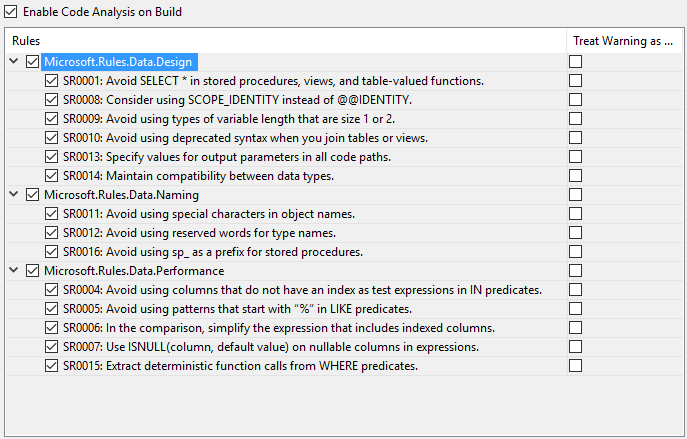 Enable Code Analysis on Build
Rules Treat Warning as ...
Microsoft.Rules.Data.Design
SR0001: Avoid SELECT * in stored procedures, views, and table-valued functions.
SR0008: Consider using SCOPE_IDENTITY instead of @@IDENTITY.
SR0009: Avoid using types of variable length that are size 1 or 2.
SR0010: Avoid using deprecated syntax when you join tables or views.
SR0013: Specify values for output parameters in all code paths.
SR0014: Maintain compatibility between data types.
Microsoft.Rules.Data.Naming
SR0011: Avoid using special characters in object names.
SR0012: Avoid using reserved words for type names.
SR0016: Avoid using sp_ as a prefix for stored procedures.
Microsoft.Rules.Data.Performance
SR0004: Avoid using columns that do not have an index as test expressions in IN predicates.
SR0005: Avoid using patterns that start with “%” in LIKE predicates.
SR0006: In the comparison, simplify the expression that includes indexed columns.
SR0007: Use ISNULL(column, default value) on nullable columns in expressions.
SR0015: Extract deterministic function calls from WHERE predicates.